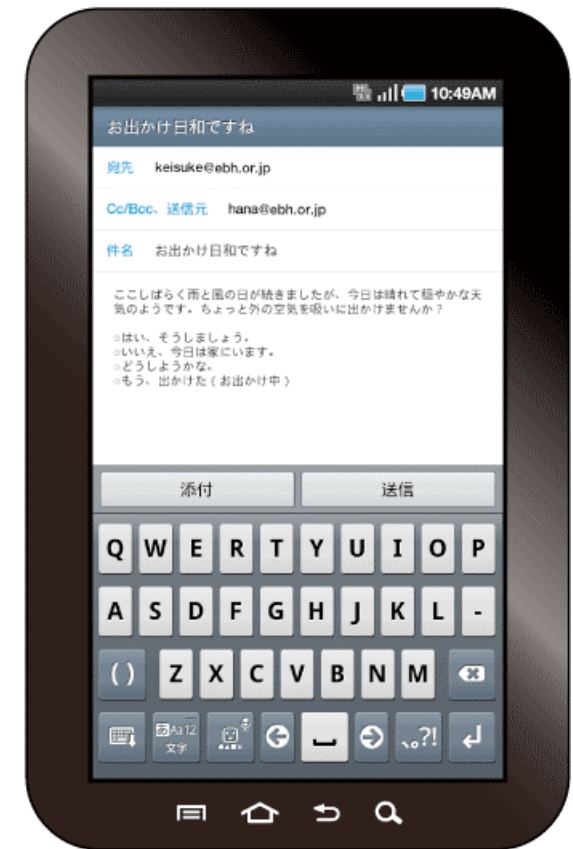 10:49AM
お出かけ日和ですね
宛先 keisuke@ebh.or.jp
Cc/Bcc、送信元 hana@ebh.or.jp
件名 お出かけ日和ですね
ここしばらく雨と風の日が続きましたが、今日は晴れて穏やかな天
気のようです。ちょっと外の空気を吸いに出かけませんか？
○はい、そうしましょう。
○いいえ、今日は家にいます。
○どうしようかな。
○もう、出かけた(お出かけ中)
添付 送信
Q W E R T Y U I O P
A S D F G H J K L -
( ) Z X C V B N M
あAa12 、。?!
文字